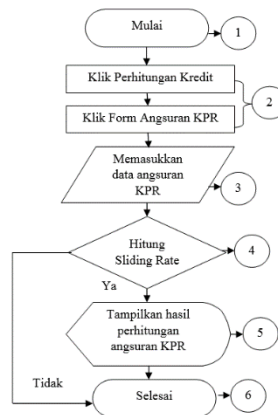 Mulai
1
Klik Perhitungan Kredit
2
Klik Form Angsuran KPR
Memasukkan
data angsuran
KPR
3
Hitung
Sliding Rate
4
Ya
Tampilkan hasil
perhitungan
angsuran KPR
5
Tidak
Selesai
6